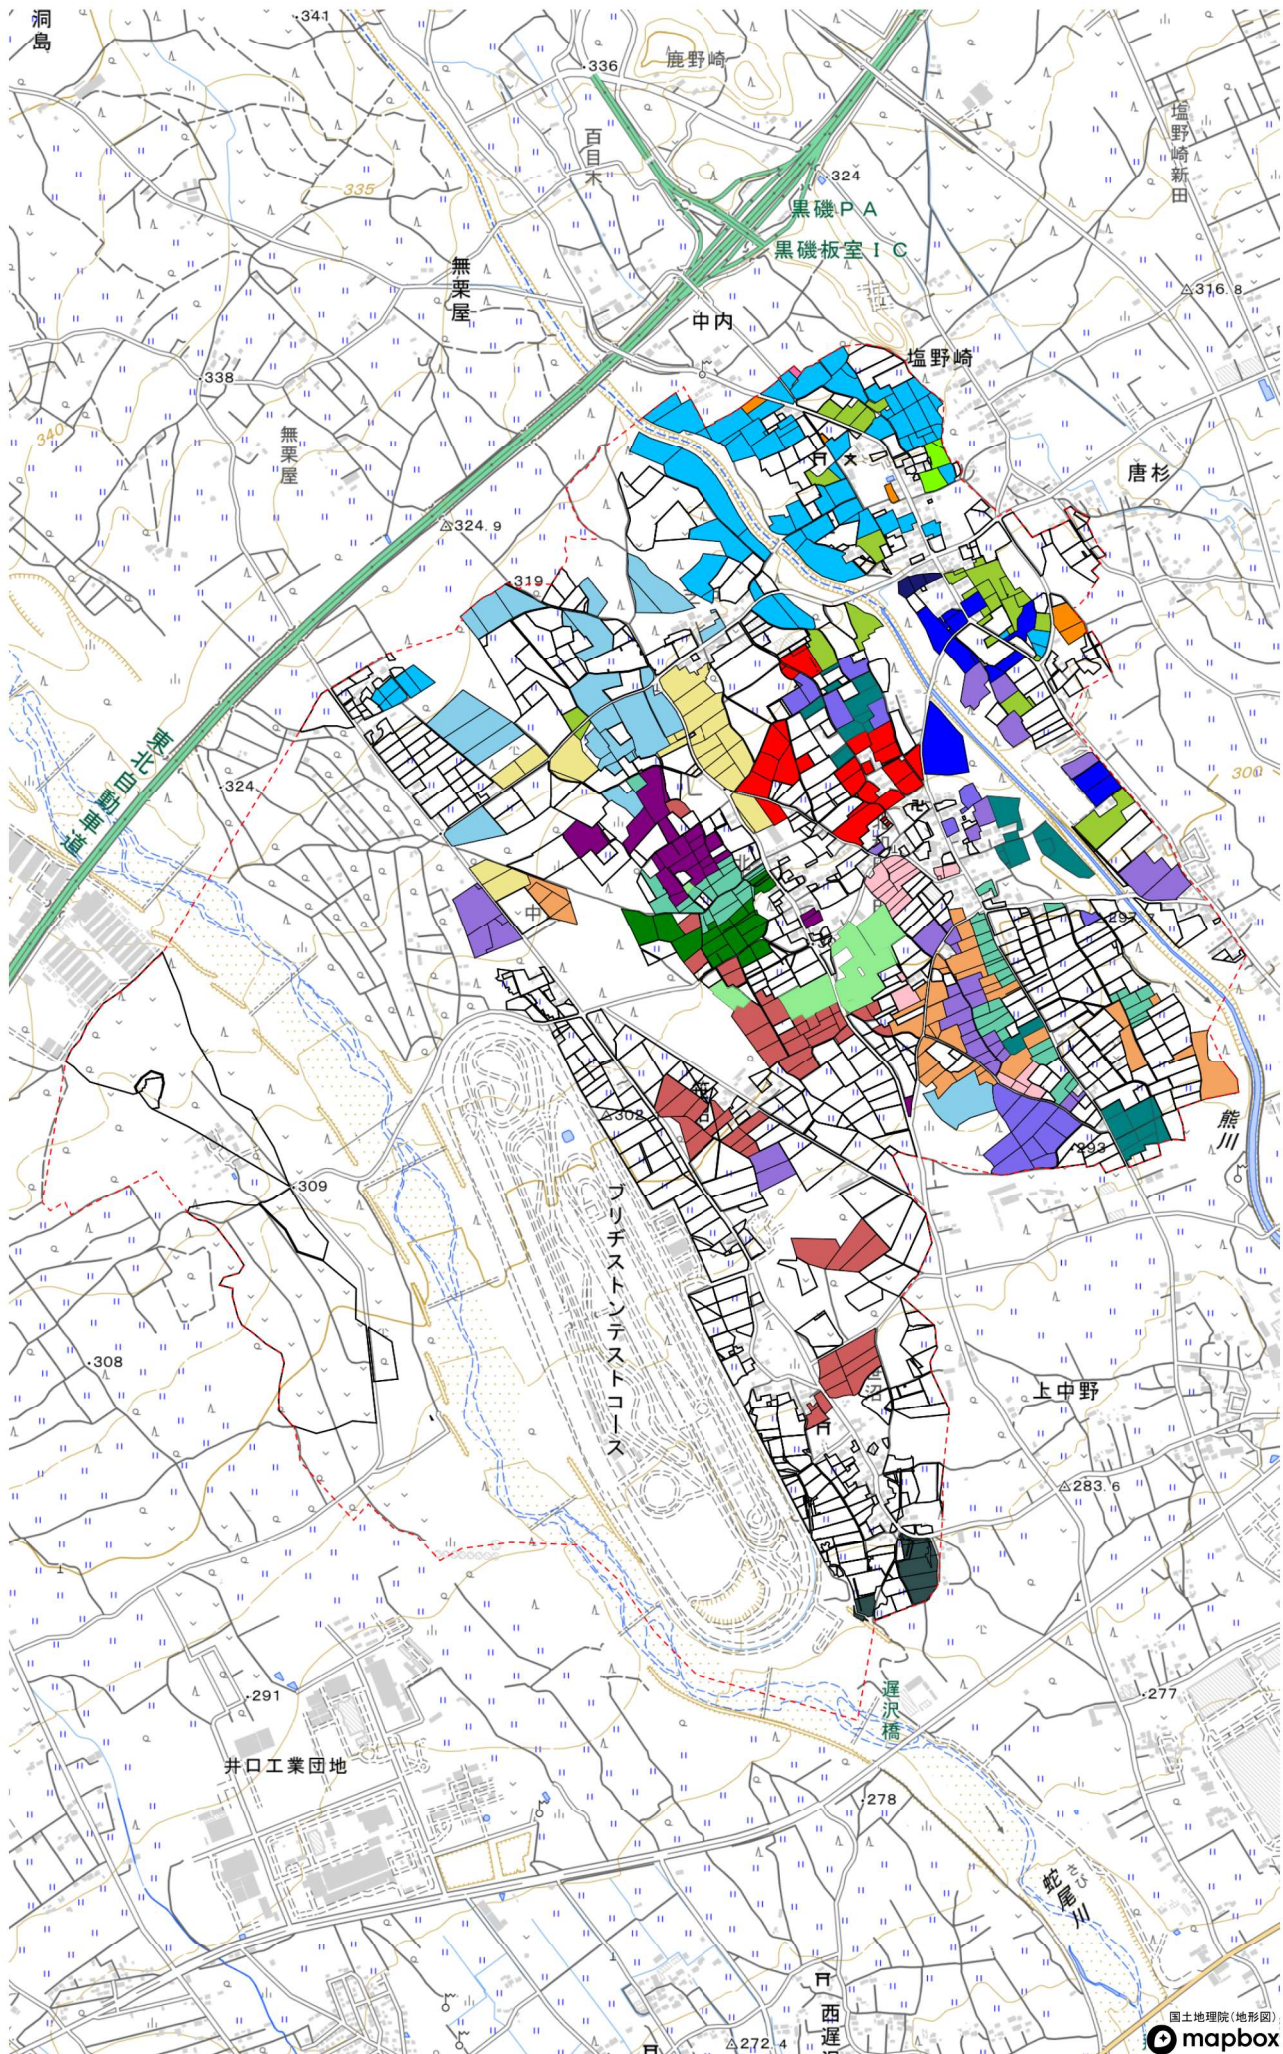 洞島
341
336
鹿野崎
百目木
塩野崎新田
324
335
黒磯PA
黒磯板室IC
無栗屋
316.8
中内
塩野崎
338
340
無栗屋
唐杉
324.9
319
東北自動車道
324
300
北
中
297.7
302
熊川
293
309
ブリヂストンテストコース
308
上中野
283.6
291
277
遅沢橋
井口工業団地
278
さび
蛇尾川
272.4
国土地理院(地形図)
mapbox